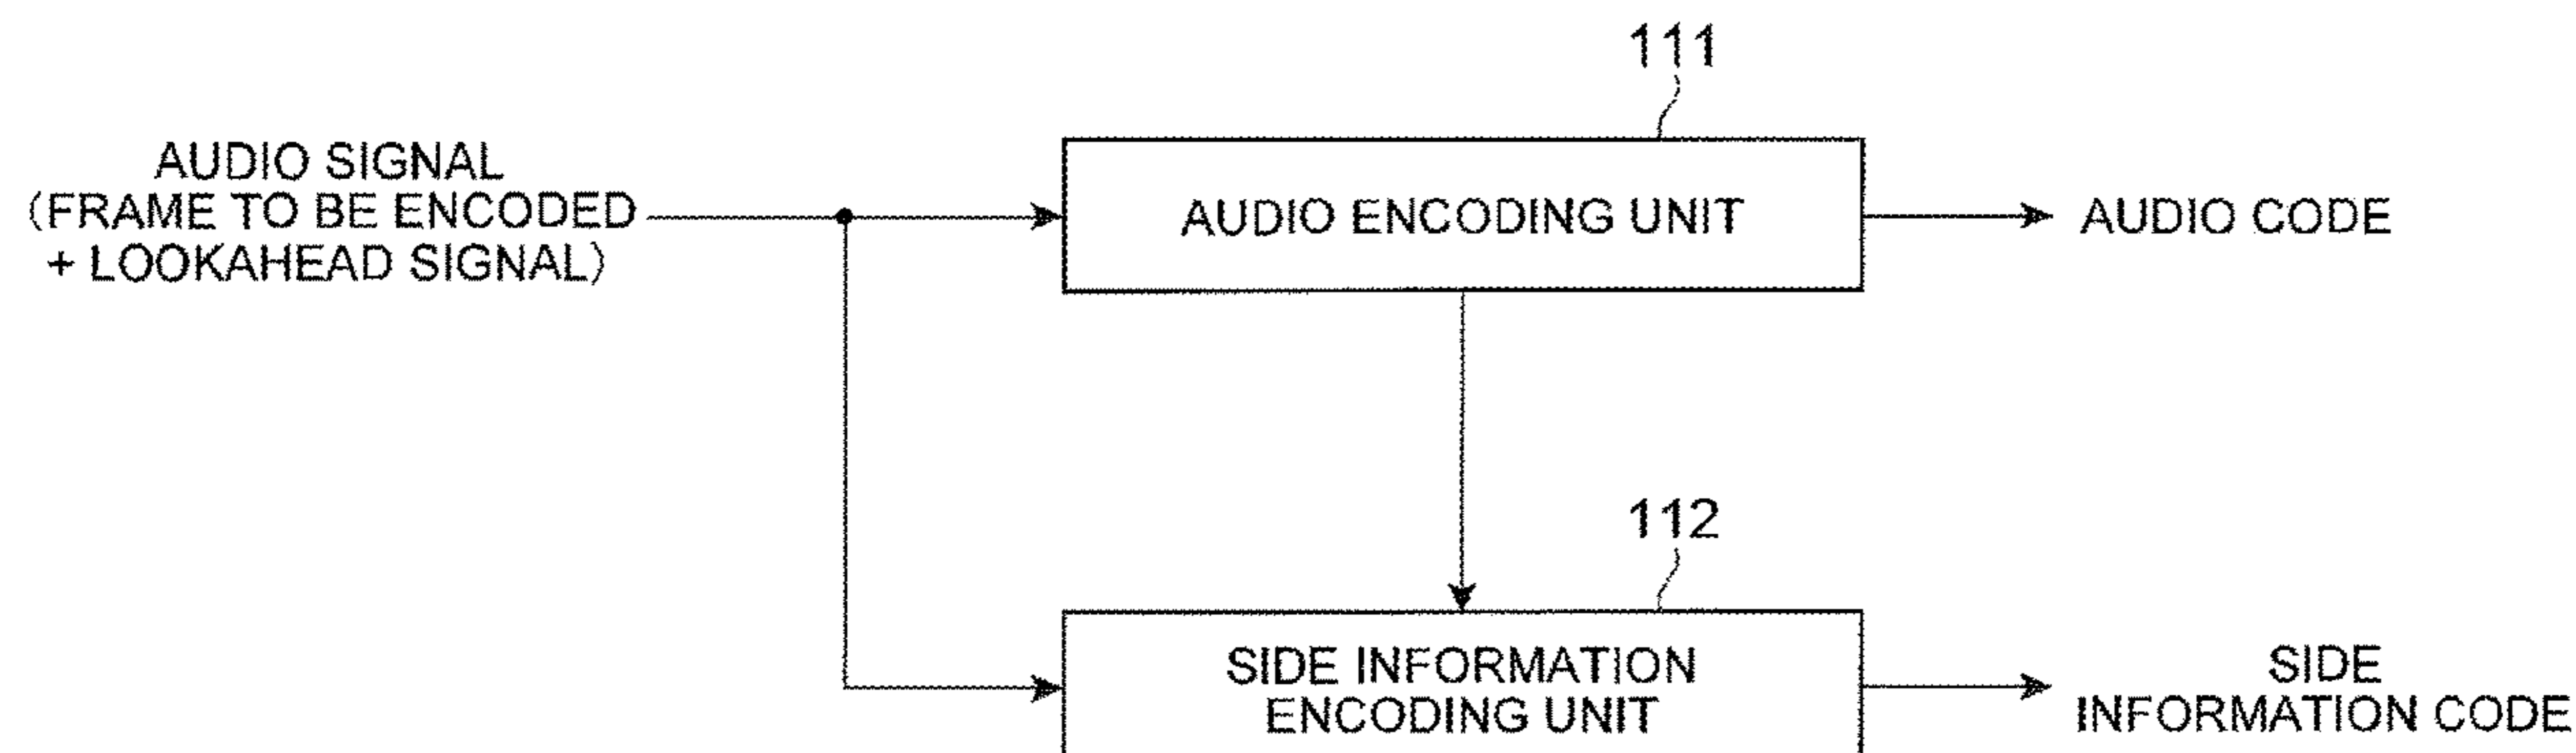 111
AUDIO SIGNAL
(FRAME TO BE ENCODED
+ LOOKAHEAD SIGNAL)
AUDIO ENCODING UNIT
AUDIO CODE
112
SIDE INFORMATION
ENCODING UNIT
SIDE
INFORMATION CODE